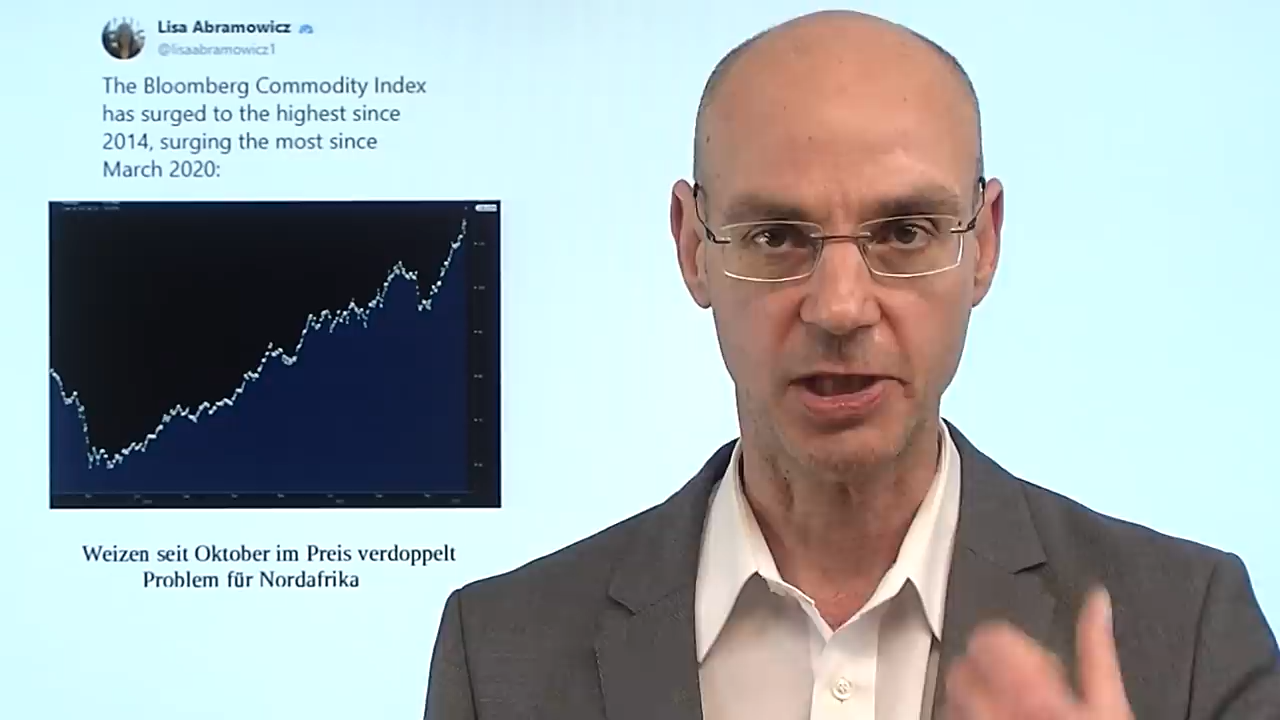 Lisa Abramowicz
@lisaabramowicz1
The Bloomberg Commodity Index
has surged to the highest since
2014, surging the most since
March 2020:
Weizen seit Oktober im Preis verdoppelt
Problem für Nordafrika